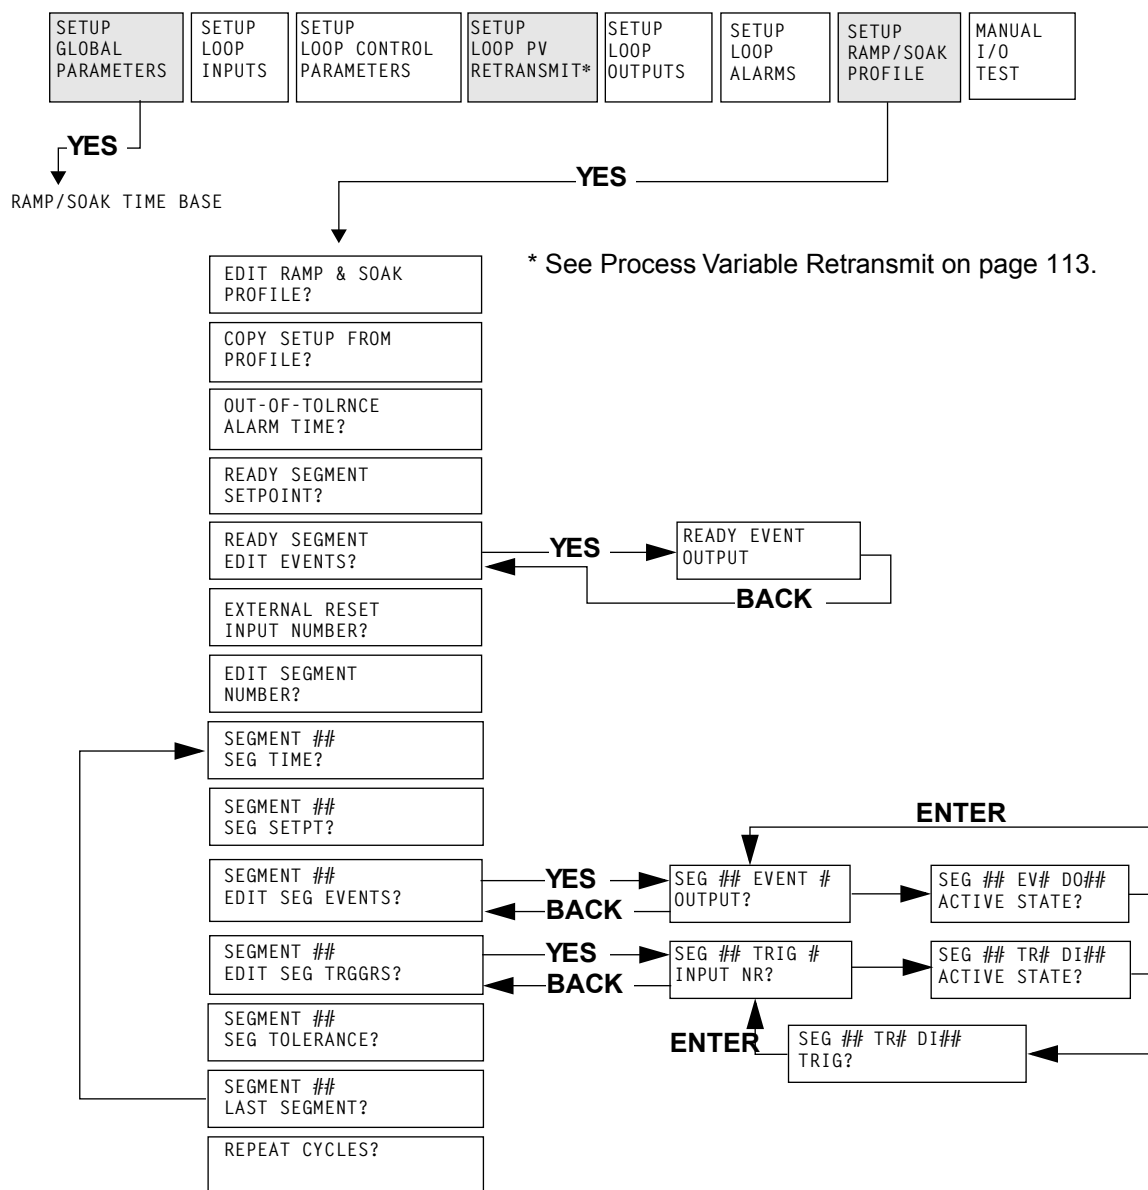 SETUP
GLOBAL
PARAMETERS
SETUP
LOOP
INPUTS
SETUP
LOOP CONTROL
PARAMETERS
SETUP
LOOP PV
RETRANSMIT*
SETUP
LOOP
OUTPUTS
SETUP
LOOP
ALARMS
SETUP
RAMP/SOAK
PROFILE
MANUAL
I/O
TEST
YES
YES
RAMP/SOAK TIME BASE
* See Process Variable Retransmit on page 113.
EDIT RAMP & SOAK
PROFILE?
COPY SETUP FROM
PROFILE?
OUT-OF-TOLRNCE
ALARM TIME?
READY SEGMENT
SETPOINT?
READY SEGMENT
EDIT EVENTS?
YES
READY EVENT
OUTPUT
BACK
EXTERNAL RESET
INPUT NUMBER?
EDIT SEGMENT
NUMBER?
SEGMENT ##
SEG TIME?
SEGMENT ##
SEG SETPT?
ENTER
SEGMENT ##
EDIT SEG EVENTS?
YES
BACK
SEG ## EVENT #
OUTPUT?
SEG ## EV# DO##
ACTIVE STATE?
SEGMENT ##
EDIT SEG TRGGRS?
YES
BACK
SEG ## TRIG #
INPUT NR?
SEG ## TR# DI##
ACTIVE STATE?
SEGMENT ##
SEG TOLERANCE?
ENTER
SEG ## TR# DI##
TRIG?
SEGMENT ##
LAST SEGMENT?
REPEAT CYCLES?